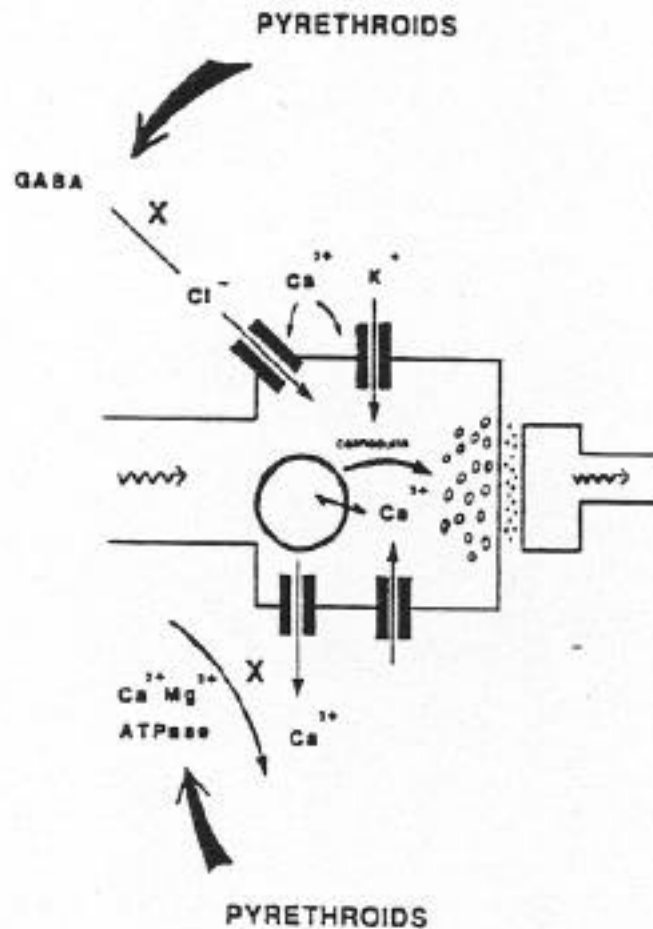 PYRETHROIDS
GABA
X
Cl⁻
Ca²⁺ K⁺
Ca²⁺
X
Ca²⁺ Mg²⁺
ATPase
Ca²⁺
PYRETHROIDS